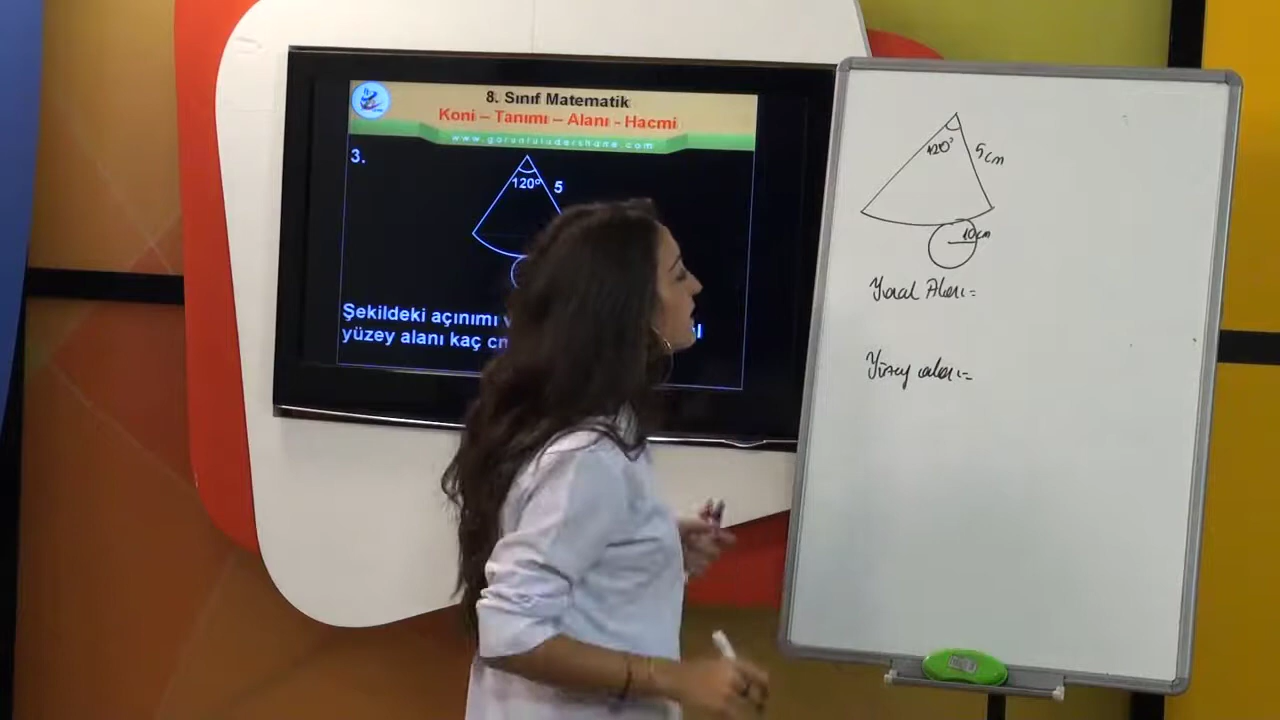 8. Sınıf Matematik
Koni – Tanımı – Alanı - Hacmi
www.goruntuludershane.com
3.
120º
5
Şekildeki açınımı
yüzey alanı kaç
120°
5cm
10cm
Yanal Alanı=
Yüzey alanı=